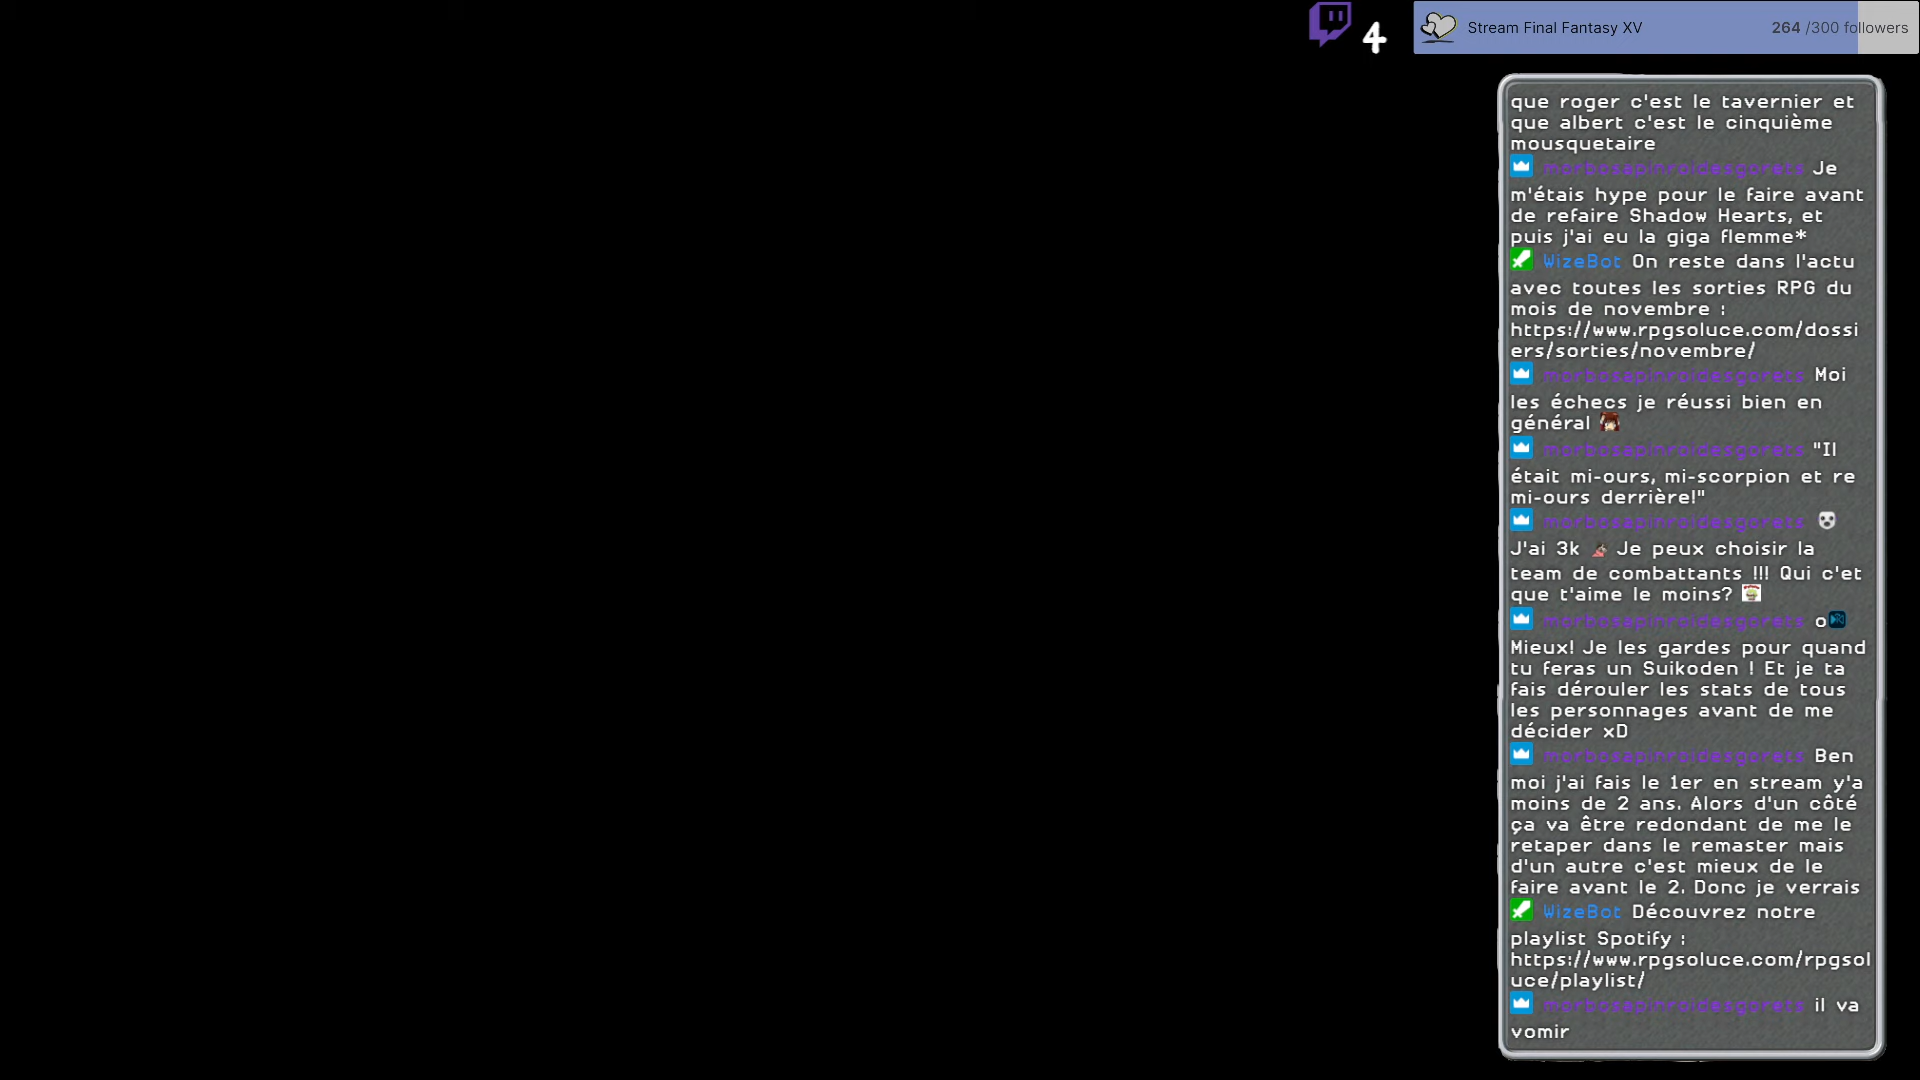 4
Stream Final Fantasy XV 264 /300 followers
que roger c'est le tavernier et
que albert c'est le cinquième
mousquetaire
morbosapinroidesgorets Je
m'étais hype pour le faire avant
de refaire Shadow Hearts, et
puis j'ai eu la giga flemme*
WizeBot On reste dans l'actu
avec toutes les sorties RPG du
mois de novembre :
https://www.rpgsoluce.com/dossi
ers/sorties/novembre/
morbosapinroidesgorets Moi
les échecs je réussi bien en
général
morbosapinroidesgorets "Il
était mi-ours, mi-scorpion et re
mi-ours derrière!"
morbosapinroidesgorets
J'ai 3k Je peux choisir la
team de combattants !!! Qui c'et
que t'aime le moins?
morbosapinroidesgorets o
Mieux! Je les gardes pour quand
tu feras un Suikoden ! Et je ta
fais dérouler les stats de tous
les personnages avant de me
décider xD
morbosapinroidesgorets Ben
moi j'ai fais le 1er en stream y'a
moins de 2 ans. Alors d'un côté
ça va être redondant de me le
retaper dans le remaster mais
d'un autre c'est mieux de le
faire avant le 2. Donc je verrais
WizeBot Découvrez notre
playlist Spotify :
https://www.rpgsoluce.com/rpgsol
uce/playlist/
morbosapinroidesgorets il va
vomir